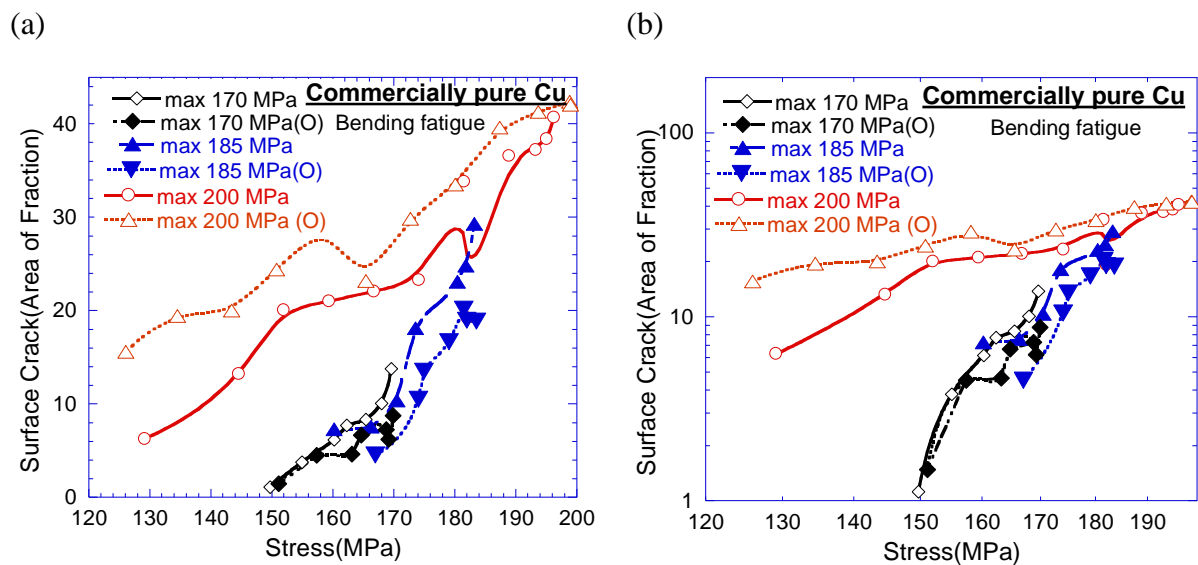 (a)
Commercially pure Cu
Bending fatigue
max 170 MPa
max 170 MPa(O)
max 185 MPa
max 185 MPa(O)
max 200 MPa
max 200 MPa (O)
Surface Crack(Area of Fraction)
40
30
20
10
0
120 130 140 150 160 170 180 190 200
Stress(MPa)
(b)
Commercially pure Cu
Bending fatigue
max 170 MPa
max 170 MPa(O)
max 185 MPa
max 185 MPa(O)
max 200 MPa
max 200 MPa (O)
Surface Crack(Area of Fraction)
100
10
1
120 130 140 150 160 170 180 190
Stress(MPa)